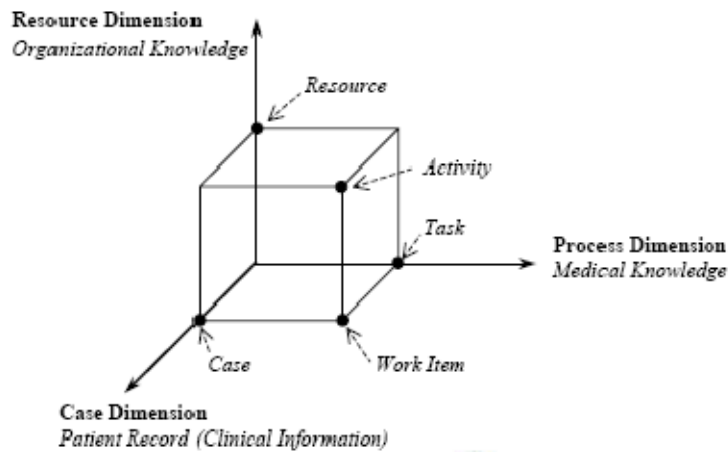 Resource Dimension
Organizational Knowledge
Resource
Activity
Task
Process Dimension
Medical Knowledge
Case
Work Item
Case Dimension
Patient Record (Clinical Information)